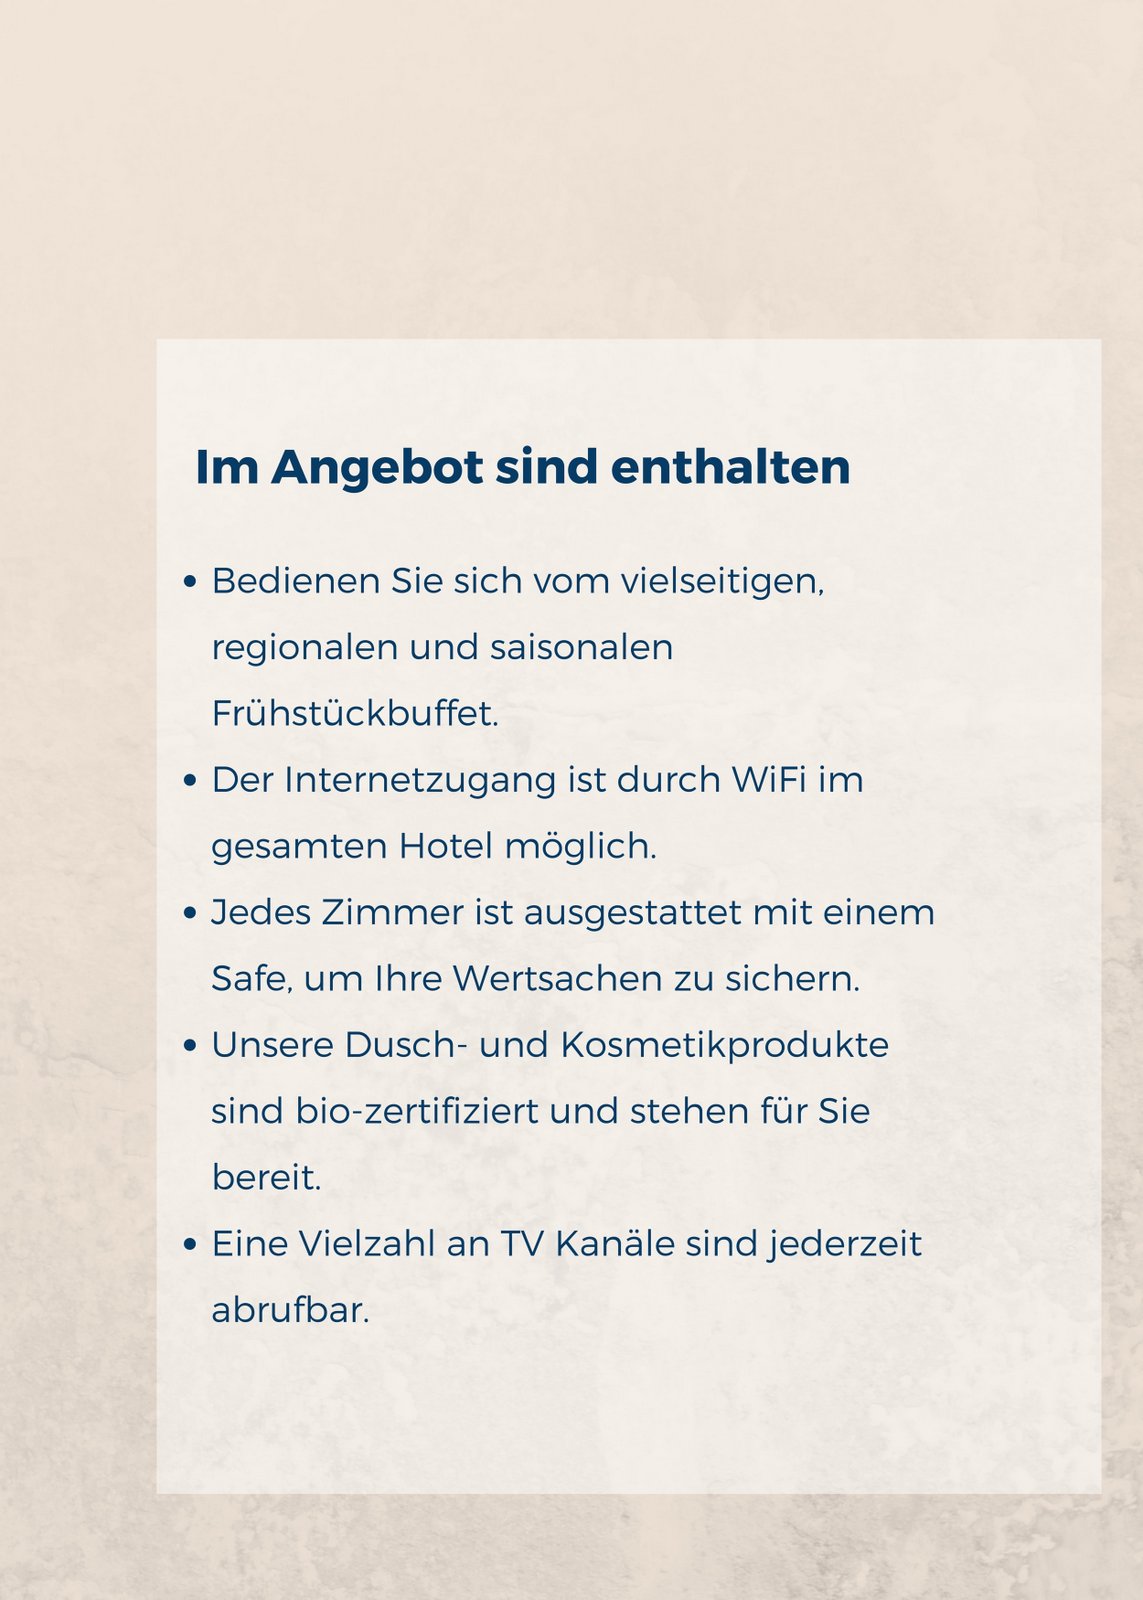 Im Angebot sind enthalten
• Bedienen Sie sich vom vielseitigen,
regionalen und saisonalen
Frühstückbuffet.
• Der Internetzugang ist durch WiFi im
gesamten Hotel möglich.
• Jedes Zimmer ist ausgestattet mit einem
Safe, um Ihre Wertsachen zu sichern.
• Unsere Dusch- und Kosmetikprodukte
sind bio-zertifiziert und stehen für Sie
bereit.
• Eine Vielzahl an TV Kanäle sind jederzeit
abrufbar.